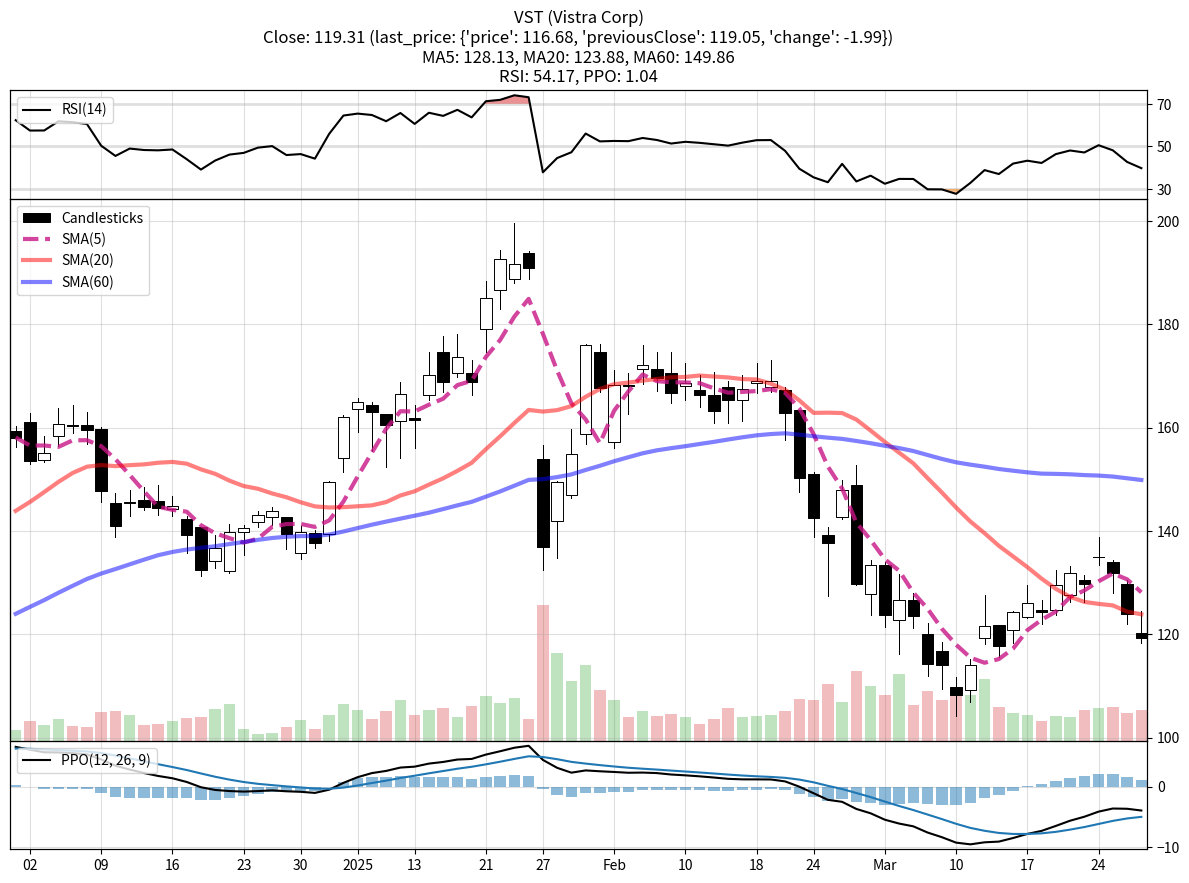 VST (Vistra Corp)
Close: 119.31 (last_price: {'price': 116.68, 'previousClose': 119.05, 'change': -1.99})
MA5: 128.13, MA20: 123.88, MA60: 149.86
RSI: 54.17, PPO: 1.04
RSI(14)
70
50
30
Candlesticks
SMA(5)
SMA(20)
SMA(60)
200
180
160
140
120
100
PPO(12, 26, 9)
0
−10
02 09 16 23 30 2025 13 21 27 Feb 10 18 24 Mar 10 17 24